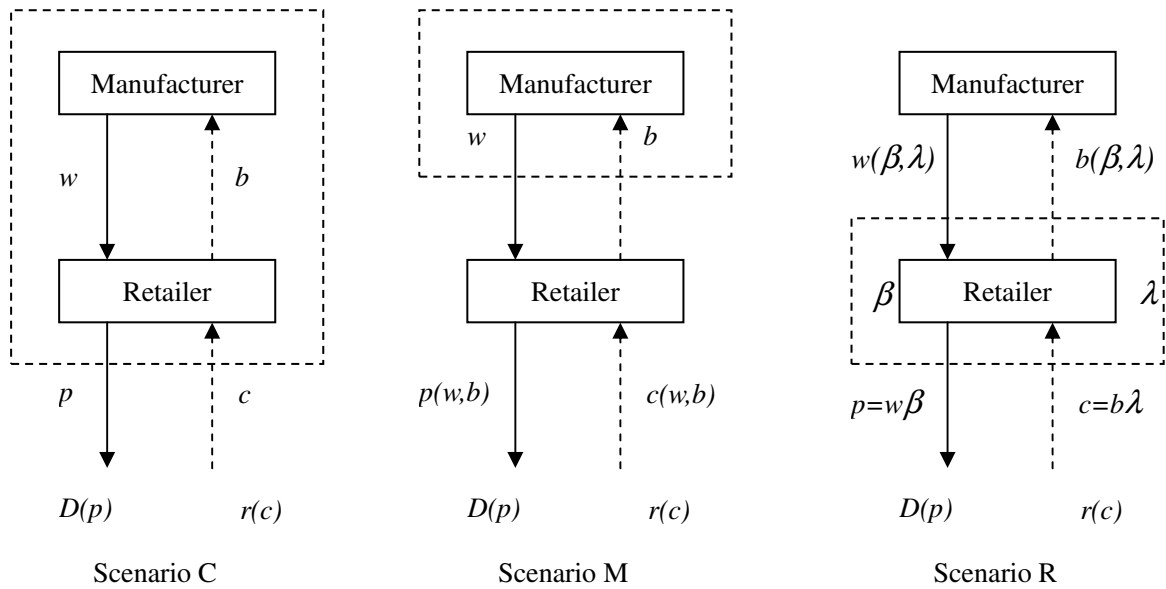 Manufacturer
w
b
Retailer
p
c
D(p)
r(c)
Scenario C
Manufacturer
w
b
Retailer
p(w,b)
c(w,b)
D(p)
r(c)
Scenario M
Manufacturer
w(β,λ)
b(β,λ)
β
Retailer
λ
p=wβ
c=bλ
D(p)
r(c)
Scenario R